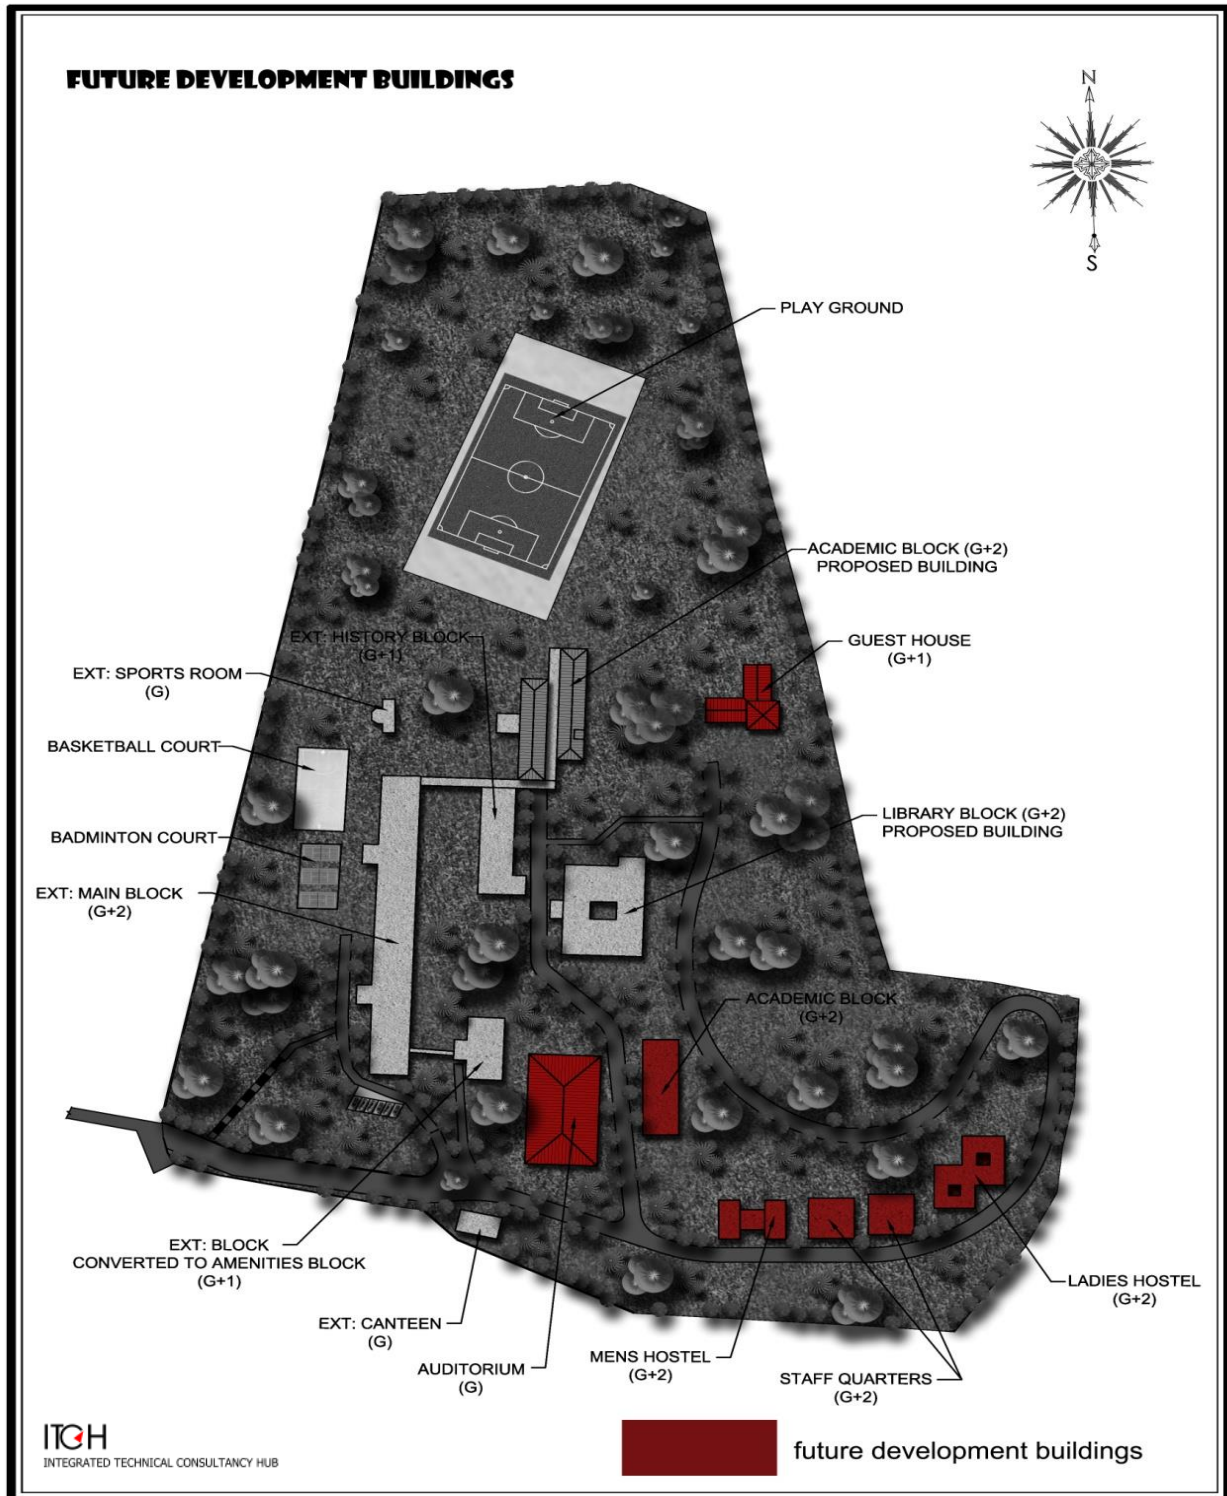 FUTURE DEVELOPMENT BUILDINGS
N
S
PLAY GROUND
ACADEMIC BLOCK (G+2)
PROPOSED BUILDING
EXT: HISTORY BLOCK
(G+1)
GUEST HOUSE
(G+1)
EXT: SPORTS ROOM
(G)
BASKETBALL COURT
LIBRARY BLOCK (G+2)
PROPOSED BUILDING
BADMINTON COURT
EXT: MAIN BLOCK
(G+2)
ACADEMIC BLOCK
(G+2)
EXT: BLOCK
CONVERTED TO AMENITIES BLOCK
(G+1)
LADIES HOSTEL
(G+2)
EXT: CANTEEN
(G)
AUDITORIUM
(G)
MENS HOSTEL
(G+2)
STAFF QUARTERS
(G+2)
ITCH
INTEGRATED TECHNICAL CONSULTANCY HUB
future development buildings